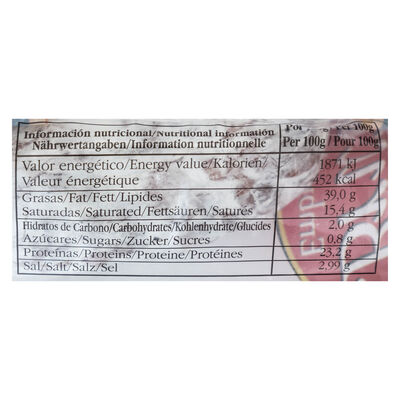 Información nutricional/Nutritional information
Nährwertangaben/Information nutritionnelle
100g
Per 100g/Pour 100g
Valor energético/Energy value/Kalorien/
Valeur énergétique
1871 kJ
452 kcal
Grasas/Fat/Fett/Lipides
39,0 g
Saturadas/Saturated/Fettsäuren/Satures
15,4 g
Hidratos de Carbono/Carbohydrates/Kohlenhydrate/Glucides
2,0 g
Azúcares/Sugars/Zucker/Sucres
0,8 g
Proteínas/Proteins/Proteine/Protéines
23,2 g
Sal/Salt/Salz/Sel
2,99 g